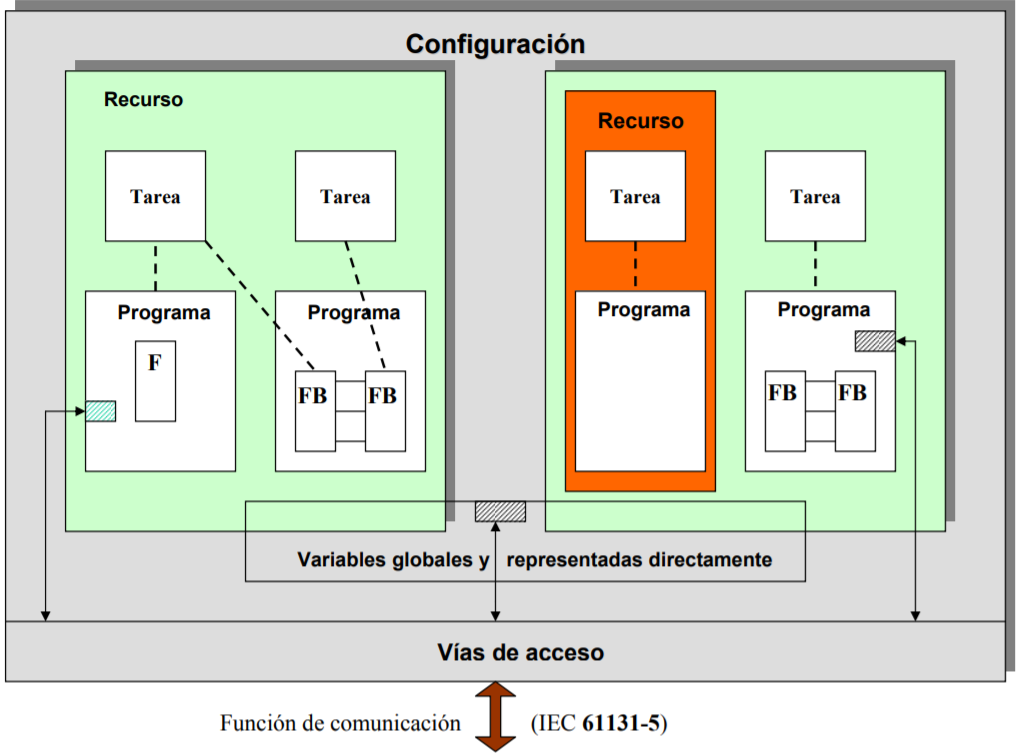 Configuración
Recurso
Recurso
Tarea
Tarea
Tarea
Tarea
Programa
Programa
Programa
Programa
F
FB
FB
FB
FB
Variables globales y representadas directamente
Vías de acceso
Función de comunicación (IEC 61131-5)